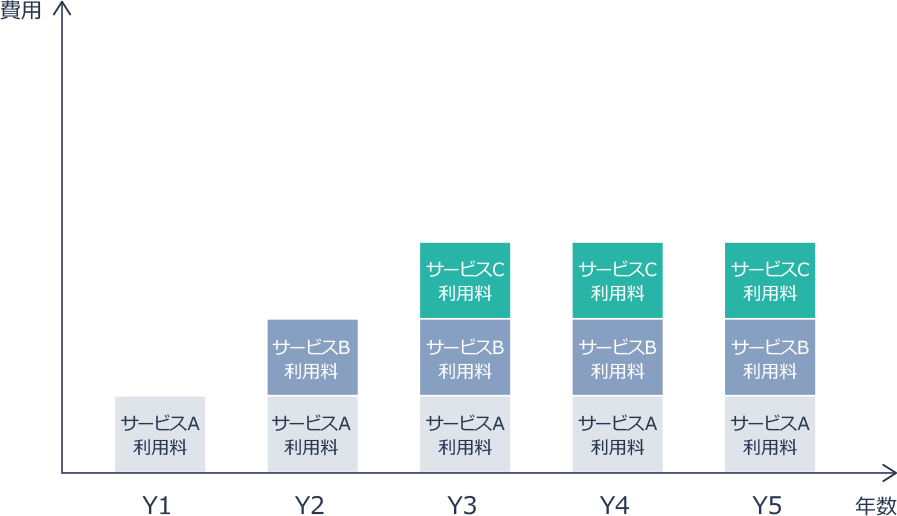 費用
サービスC
利用料
サービスC
利用料
サービスC
利用料
サービスB
利用料
サービスB
利用料
サービスB
利用料
サービスB
利用料
サービスA
利用料
サービスA
利用料
サービスA
利用料
サービスA
利用料
サービスA
利用料
Y1
Y2
Y3
Y4
Y5
年数